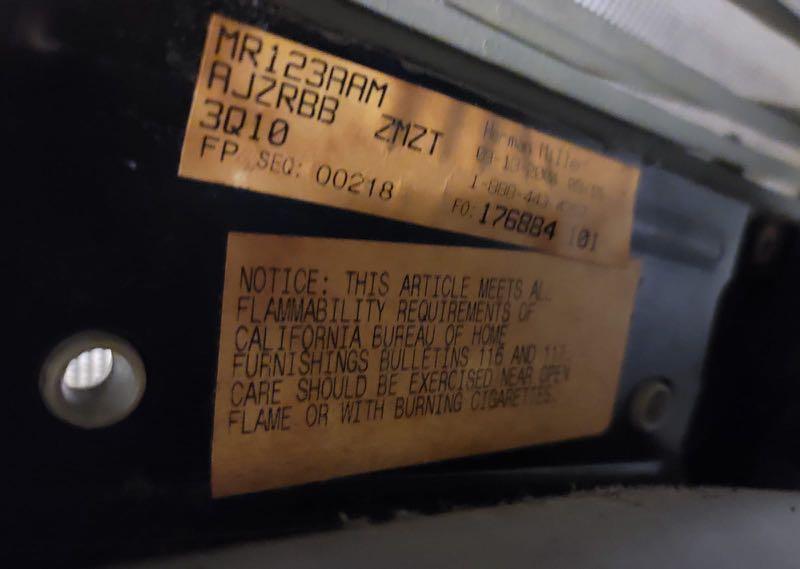 MR123AAM
AJZRBB ZMZT
3Q10
FP SEQ: 00218
Herman Miller
FO: 176884 101
NOTICE: THIS ARTICLE MEETS AL
FLAMMABILITY REQUIREMENTS OF
CALIFORNIA BUREAU OF HOME
FURNISHINGS BULLETINS 116 AND 117.
CARE SHOULD BE EXERCISED NEAR OPEN
FLAME OR WITH BURNING CIGARETTES.